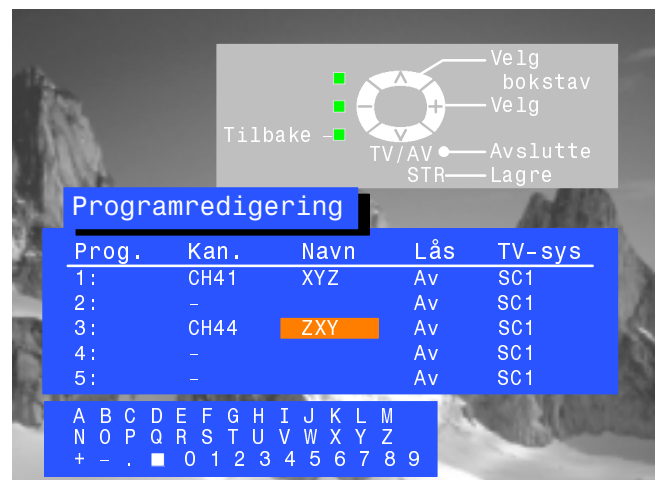 Velg
bokstav
Velg
Tilbake
TV/AV Avslutte
STR Lagre
Programredigering
Prog. Kan. Navn Lås TV-sys
1: CH41 XYZ Av SC1
2: – Av SC1
3: CH44 ZXY Av SC1
4: – Av SC1
5: – Av SC1
A B C D E F G H I J K L M
N O P Q R S T U V W X Y Z
+ – . ■ 0 1 2 3 4 5 6 7 8 9